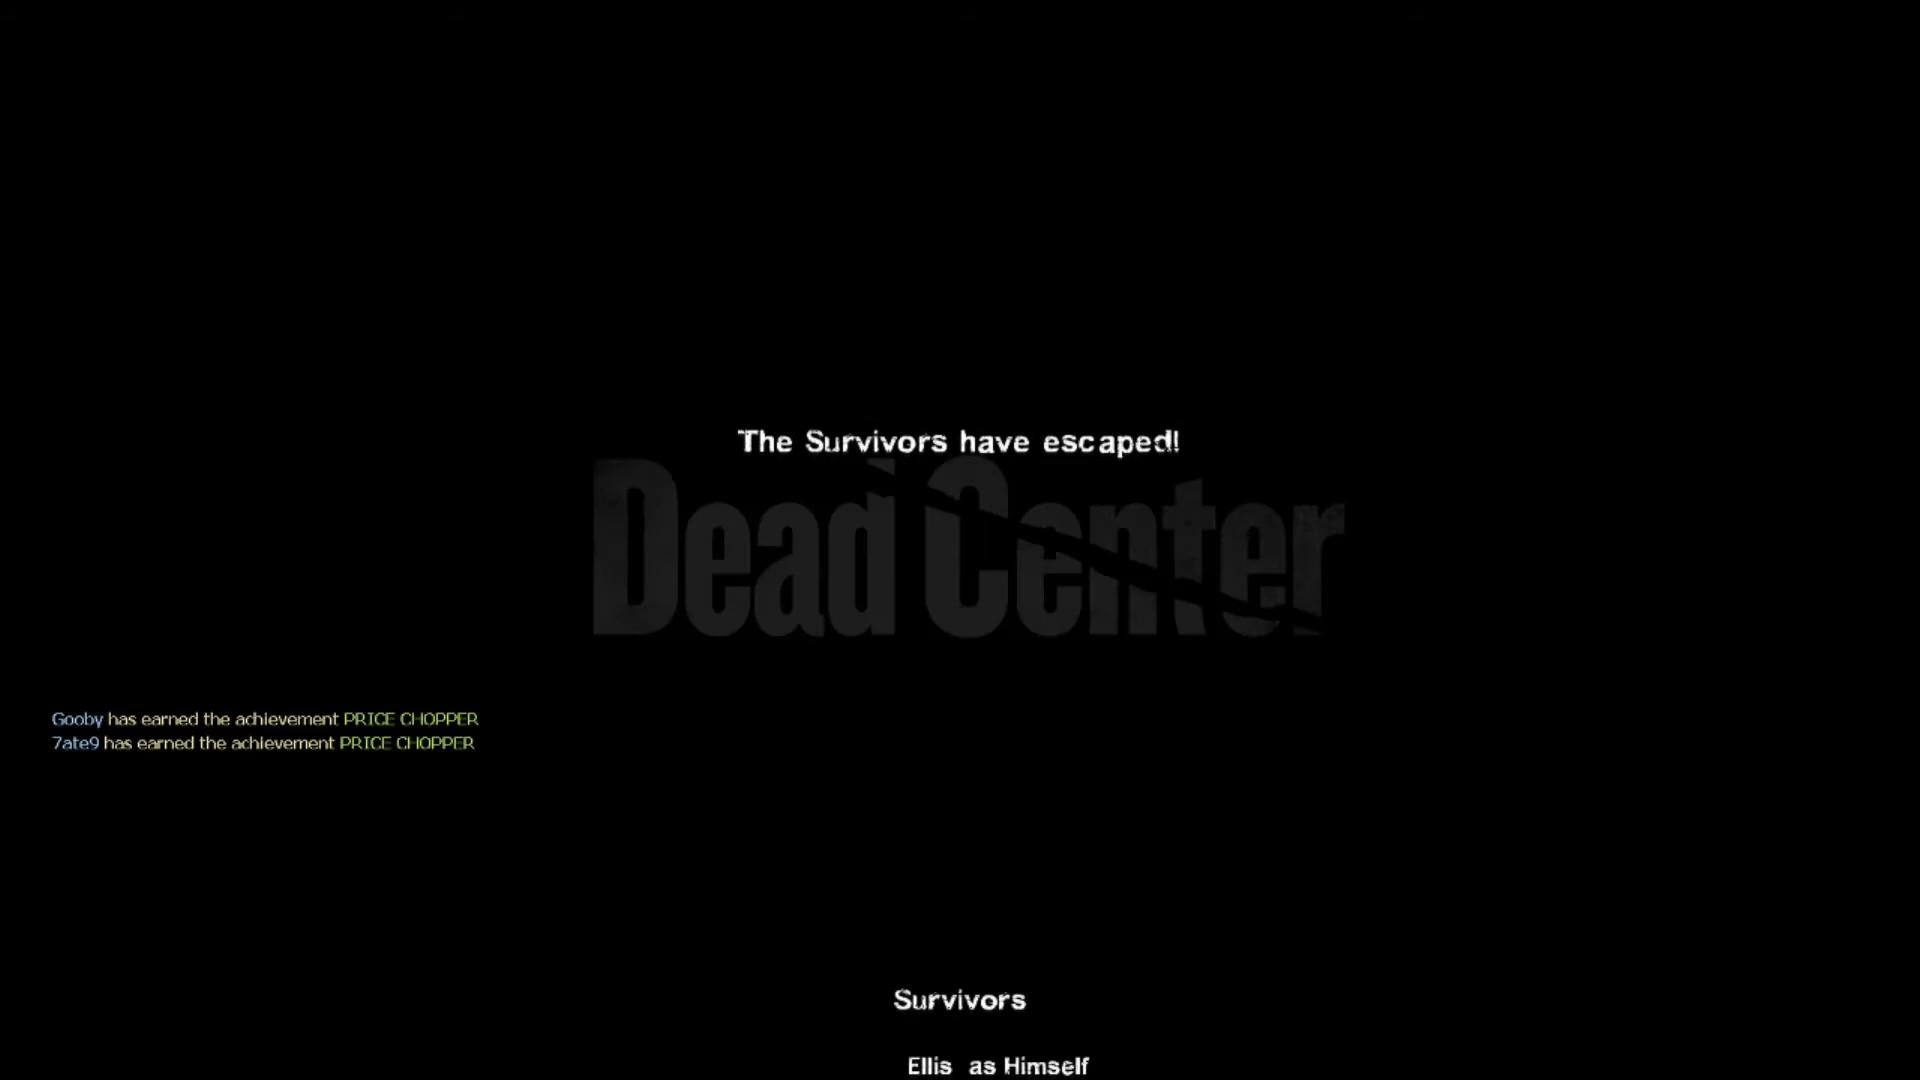 The Survivors have escaped!
Dead Center
Gooby has earned the achievement PRICE CHOPPER
7ate9 has earned the achievement PRICE CHOPPER
Survivors
Ellis as Himself